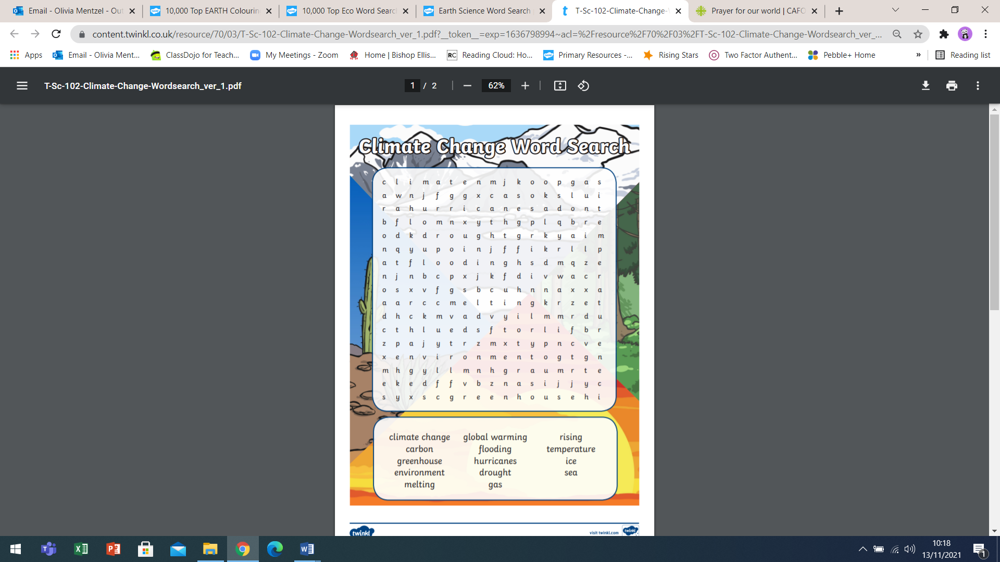 Email - Olivia Mentzel - Out
10,000 Top EARTH Colourin
10,000 Top Eco Word Searc
Earth Science Word Search
T-Sc-102-Climate-Change-
Prayer for our world | CAFO
content.twinkl.co.uk/resource/70/03/T-Sc-102-Climate-Change-Wordsearch_ver_1.pdf?__token__=exp=1636798994~acl=%2Fresource%2F70%2F03%2FT-Sc-102-Climate-Change-Wordsearch_ver_...
Apps
Email - Olivia Ment...
ClassDojo for Teach...
My Meetings - Zoom
Home | Bishop Ellis...
RC Reading Cloud: Ho...
Primary Resources -...
Rising Stars
Two Factor Authent...
Pebble+ Home
»
Reading list
T-Sc-102-Climate-Change-Wordsearch_ver_1.pdf
1 / 2
62%
Climate Change Word Search
c l i m a t e n m j k o o p g a s
a w n j f g g x c a s o k s l u i
r a h u r r i c a n e s a d o n t
b f l o m n x y t h g p l q b r e
o d k d r o u g h t g r k y a i m
n q y u p o i n j f f i k r l l p
a t f l o o d i n g h s d m q z e
n j n b c p x j k f d i v w a c r
o s x v f g s b c u h n n a x x a
a a r c c m e l t i n g k r z e t
d h c k m v a d v y i l m m r d u
c t h l u e d s f t o r l i f b r
z p a j y t r z m x t y p n c v e
x e n v i r o n m e n t o g t g n
m h g y l l m n h g r a u m r t e
e k e d f f v b z n a s i j j y c
s y x s c g r e e n h o u s e h i
climate change global warming rising
carbon flooding temperature
greenhouse hurricanes ice
environment drought sea
melting gas
twinkl
visit twinkl.com
twinkl
10:18
13/11/2021
1